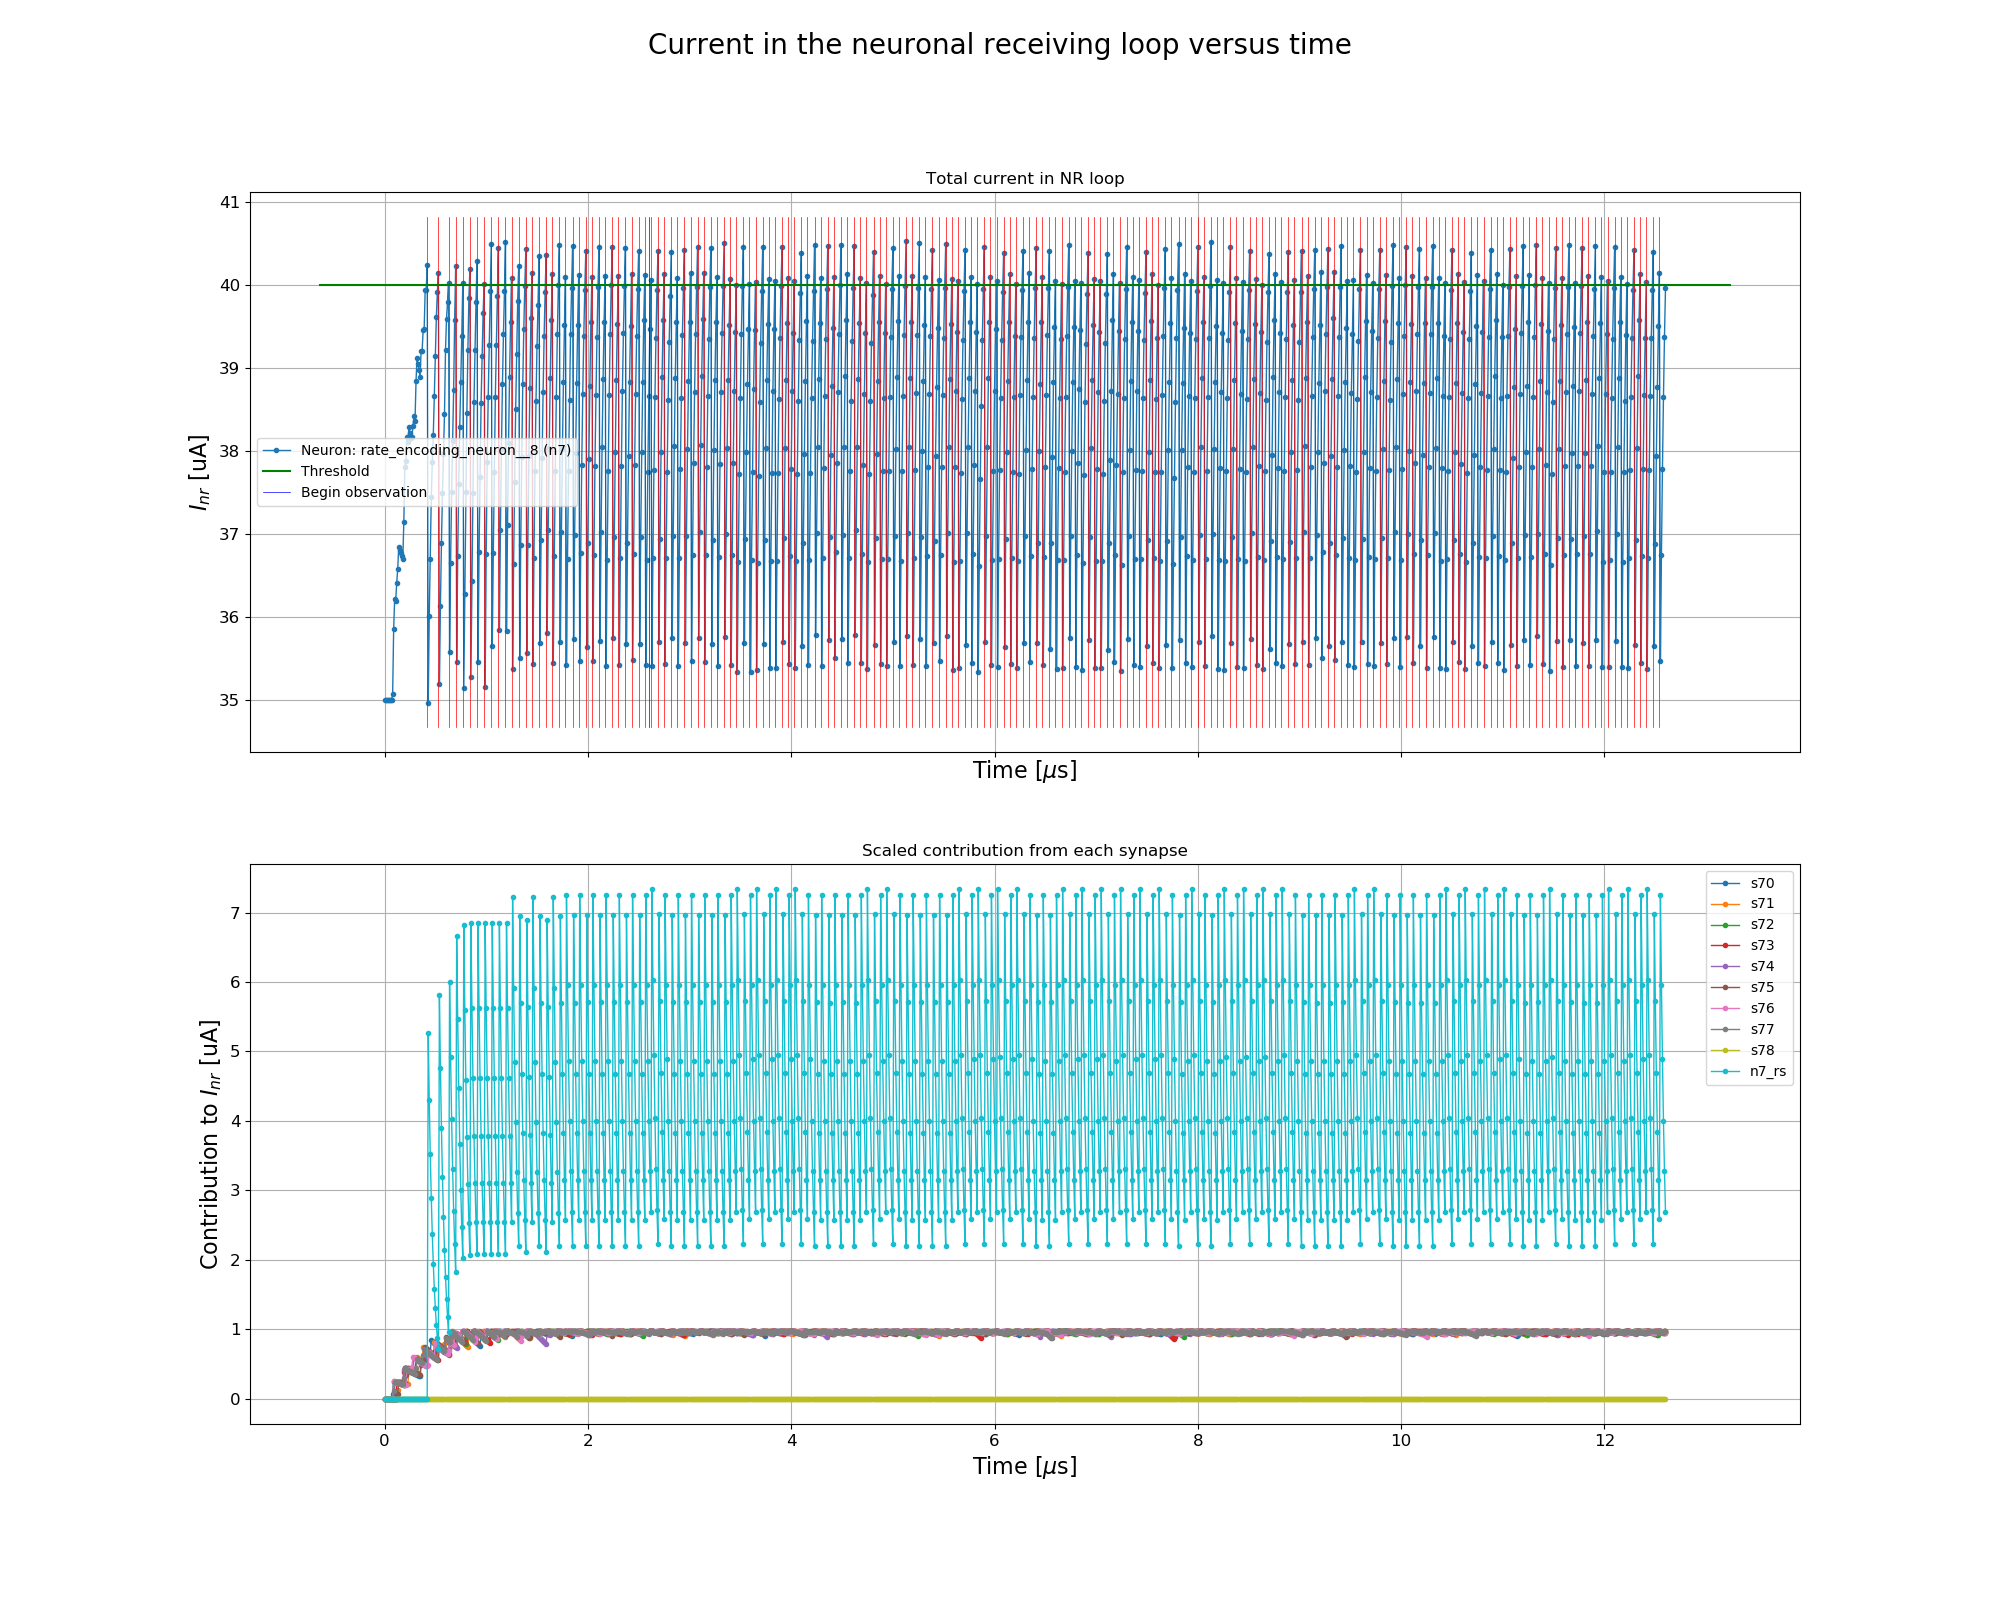 Current in the neuronal receiving loop versus time
Total current in NR loop
41
40
39
38
37
36
35
I_nr [uA]
Neuron: rate_encoding_neuron__8 (n7)
Threshold
Begin observation
Time [μs]
Scaled contribution from each synapse
7
6
5
4
3
2
1
0
Contribution to I_nr [uA]
s70
s71
s72
s73
s74
s75
s76
s77
s78
n7_rs
0 2 4 6 8 10 12
Time [μs]